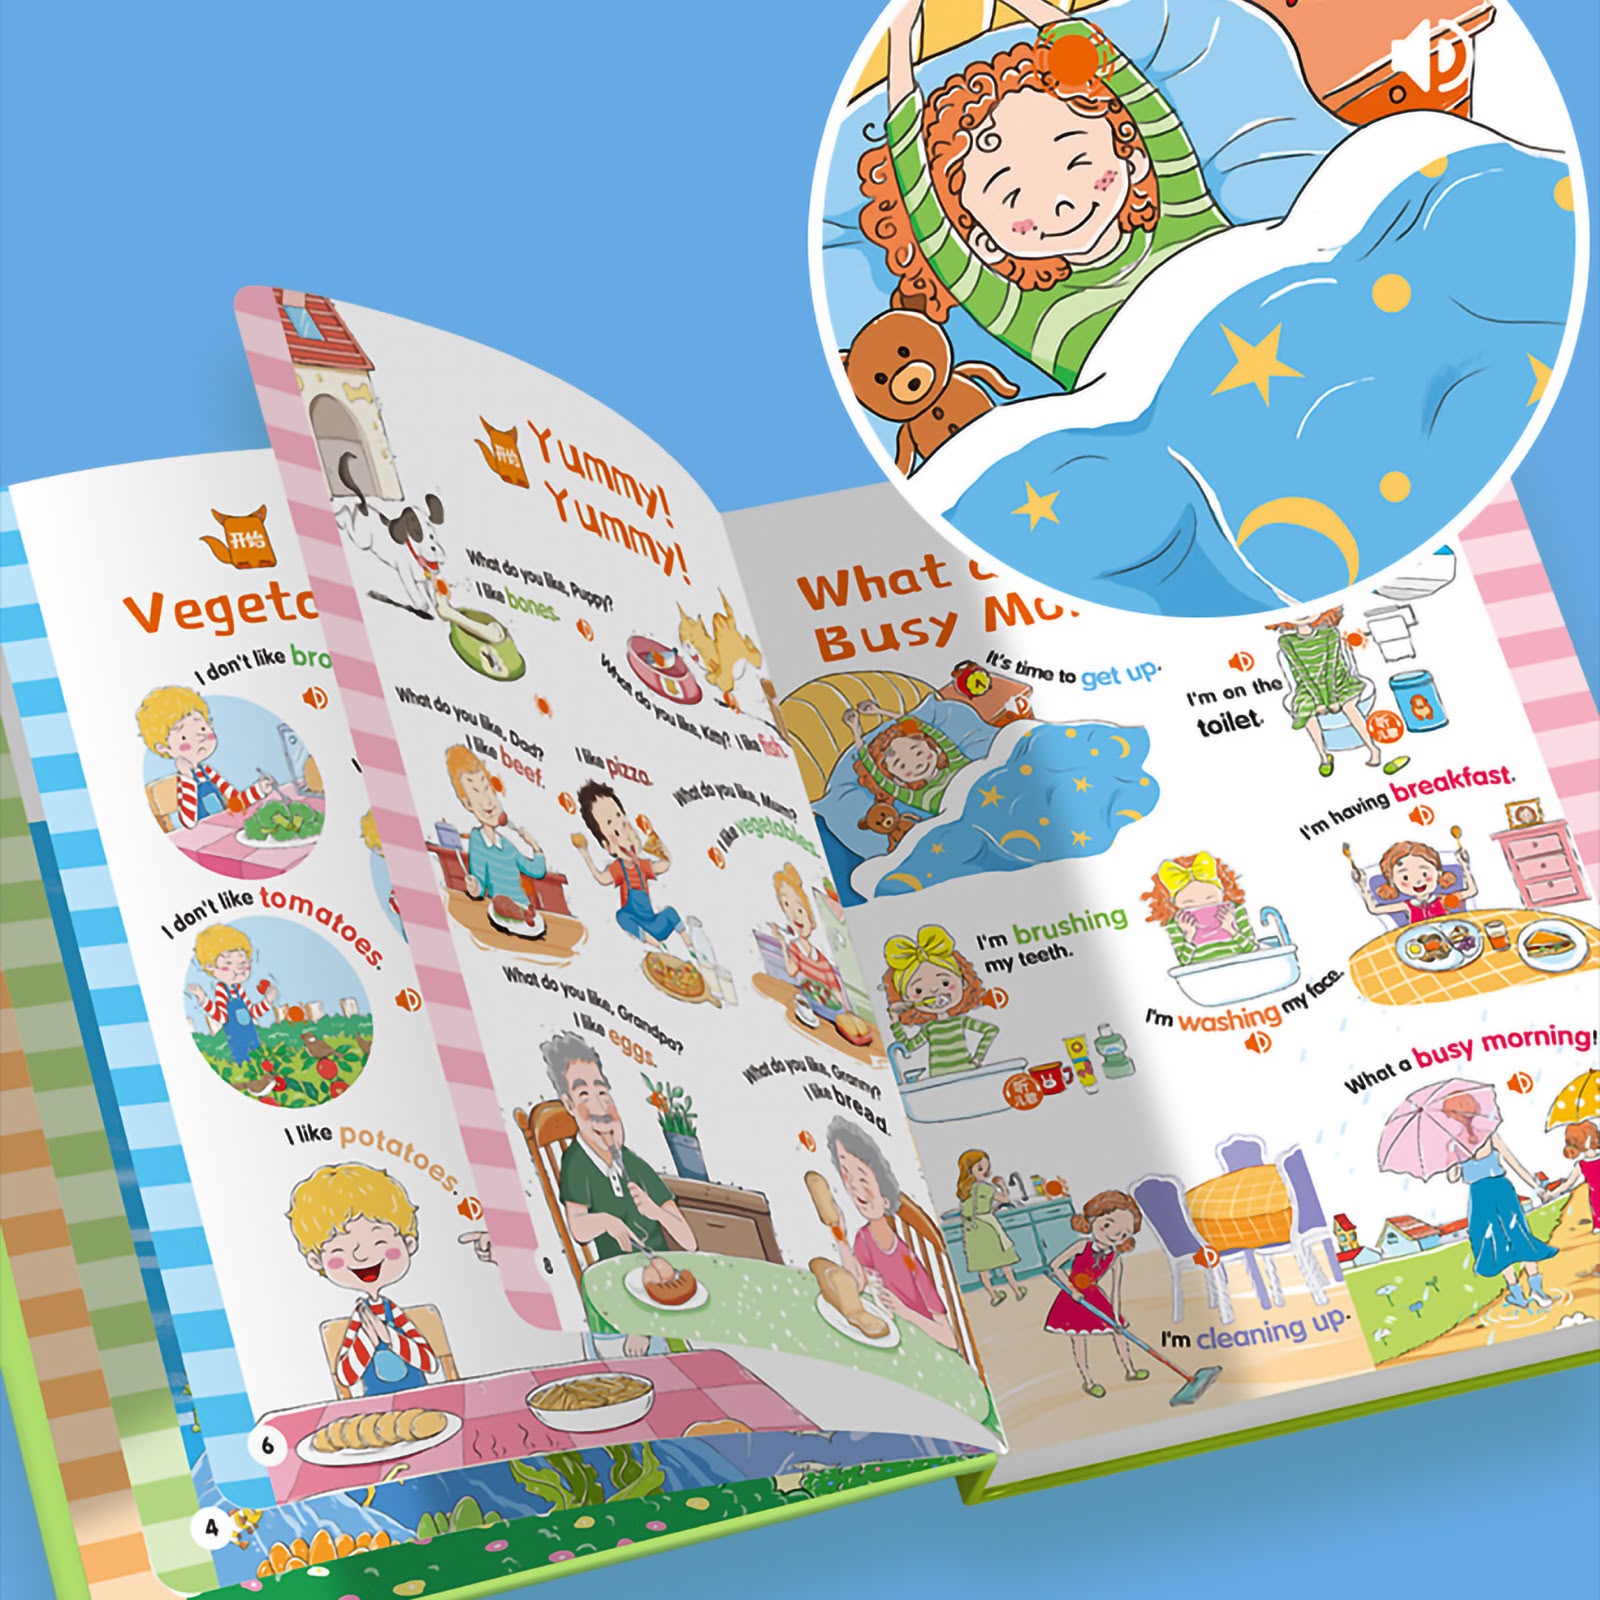 开始
Vegeta
I don't like bro
I don't like tomatoes.
I like potatoes.
6
4
开始
Yummy!
Yummy!
What do you like, Puppy?
I like bones.
What do you like, Kitty? I like fish.
What do you like, Dad?
I like beef.
I like pizza.
What do you like, Mum?
I like vegetables.
What do you like, Grandpa?
I like eggs.
What do you like, Granny?
I like bread.
8
What a
Busy Mo
It's time to get up.
I'm on the
toilet.
I'm having breakfast.
I'm brushing
my teeth.
I'm washing my face.
What a busy morning!
I'm cleaning up.